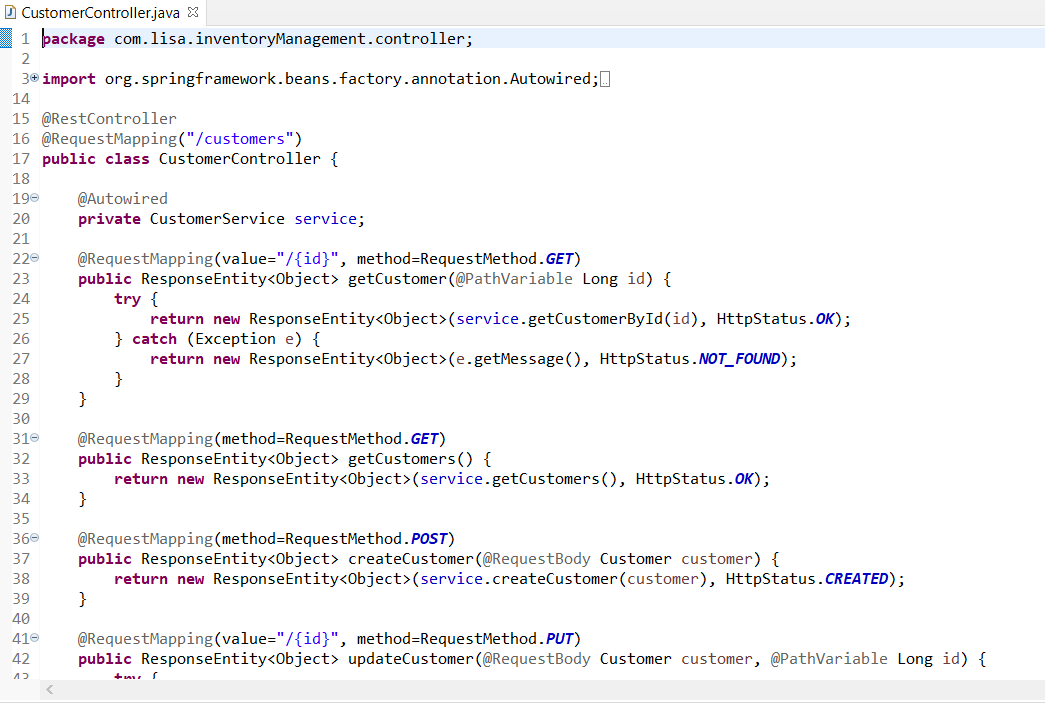 CustomerController.java
1 package com.lisa.inventoryManagement.controller;
2
3 import org.springframework.beans.factory.annotation.Autowired;
14
15 @RestController
16 @RequestMapping("/customers")
17 public class CustomerController {
18
19     @Autowired
20     private CustomerService service;
21
22     @RequestMapping(value="/{id}", method=RequestMethod.GET)
23     public ResponseEntity<Object> getCustomer(@PathVariable Long id) {
24         try {
25             return new ResponseEntity<Object>(service.getCustomerById(id), HttpStatus.OK);
26         } catch (Exception e) {
27             return new ResponseEntity<Object>(e.getMessage(), HttpStatus.NOT_FOUND);
28         }
29     }
30
31     @RequestMapping(method=RequestMethod.GET)
32     public ResponseEntity<Object> getCustomers() {
33         return new ResponseEntity<Object>(service.getCustomers(), HttpStatus.OK);
34     }
35
36     @RequestMapping(method=RequestMethod.POST)
37     public ResponseEntity<Object> createCustomer(@RequestBody Customer customer) {
38         return new ResponseEntity<Object>(service.createCustomer(customer), HttpStatus.CREATED);
39     }
40
41     @RequestMapping(value="/{id}", method=RequestMethod.PUT)
42     public ResponseEntity<Object> updateCustomer(@RequestBody Customer customer, @PathVariable Long id) {
43         try {